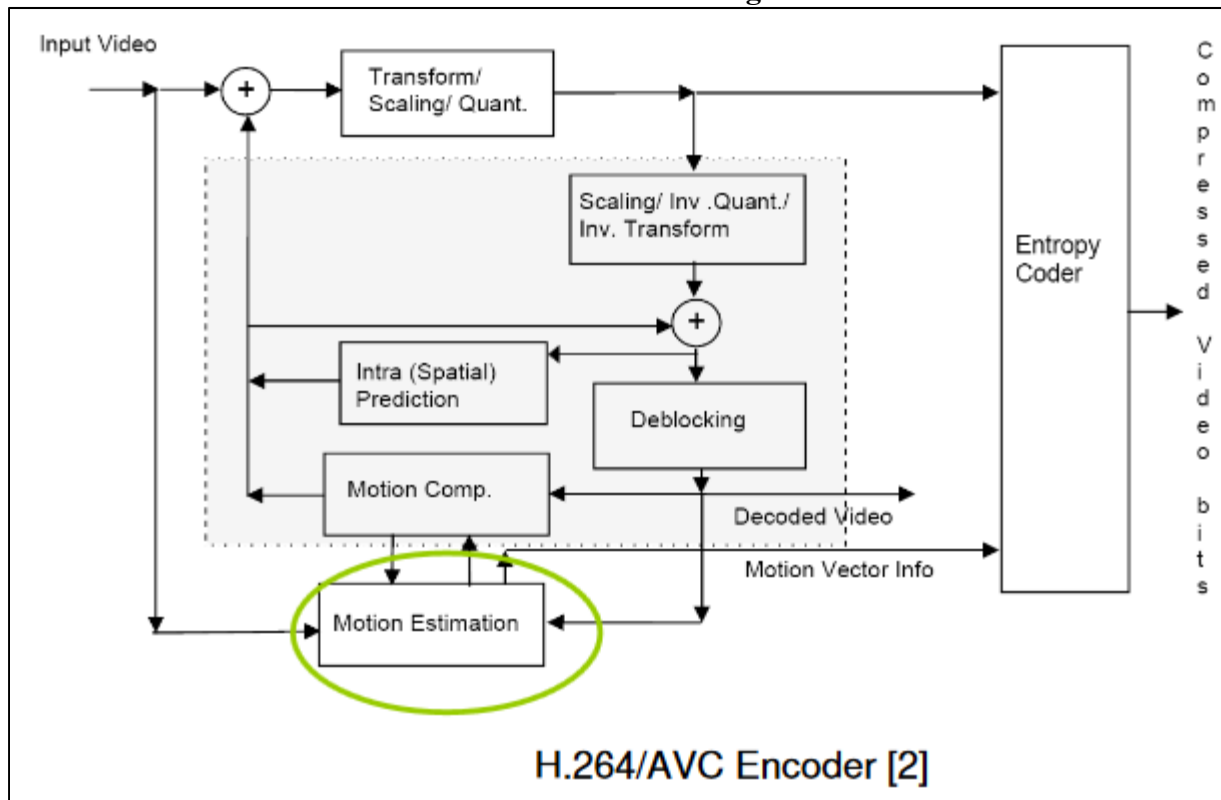 Input Video
+
Transform/
Scaling/ Quant.
Scaling/ Inv .Quant./
Inv. Transform
+
Entropy
Coder
Compressed Video bits
Intra (Spatial)
Prediction
Deblocking
Motion Comp.
Decoded Video
Motion Vector Info
Motion Estimation
H.264/AVC Encoder [2]